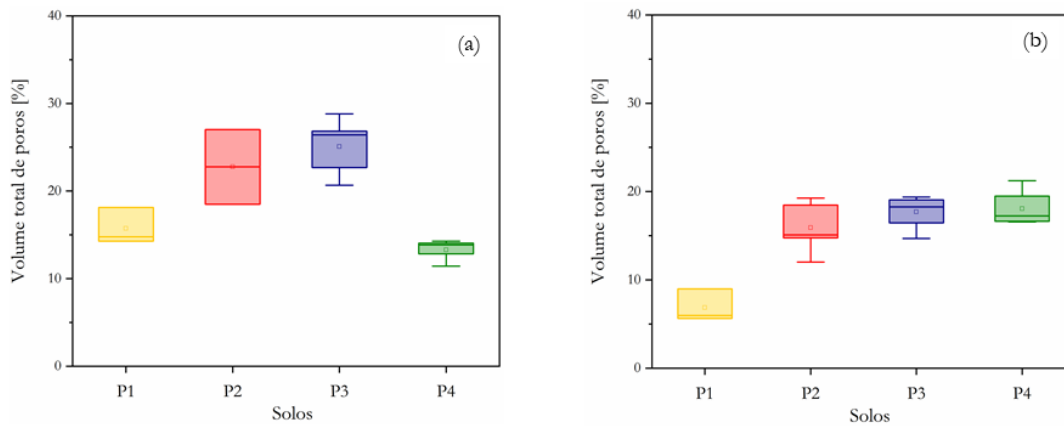 (a)
Volume total de poros [%]
40
30
20
10
0
P1 P2 P3 P4
Solos
(b)
Volume total de poros [%]
40
30
20
10
0
P1 P2 P3 P4
Solos